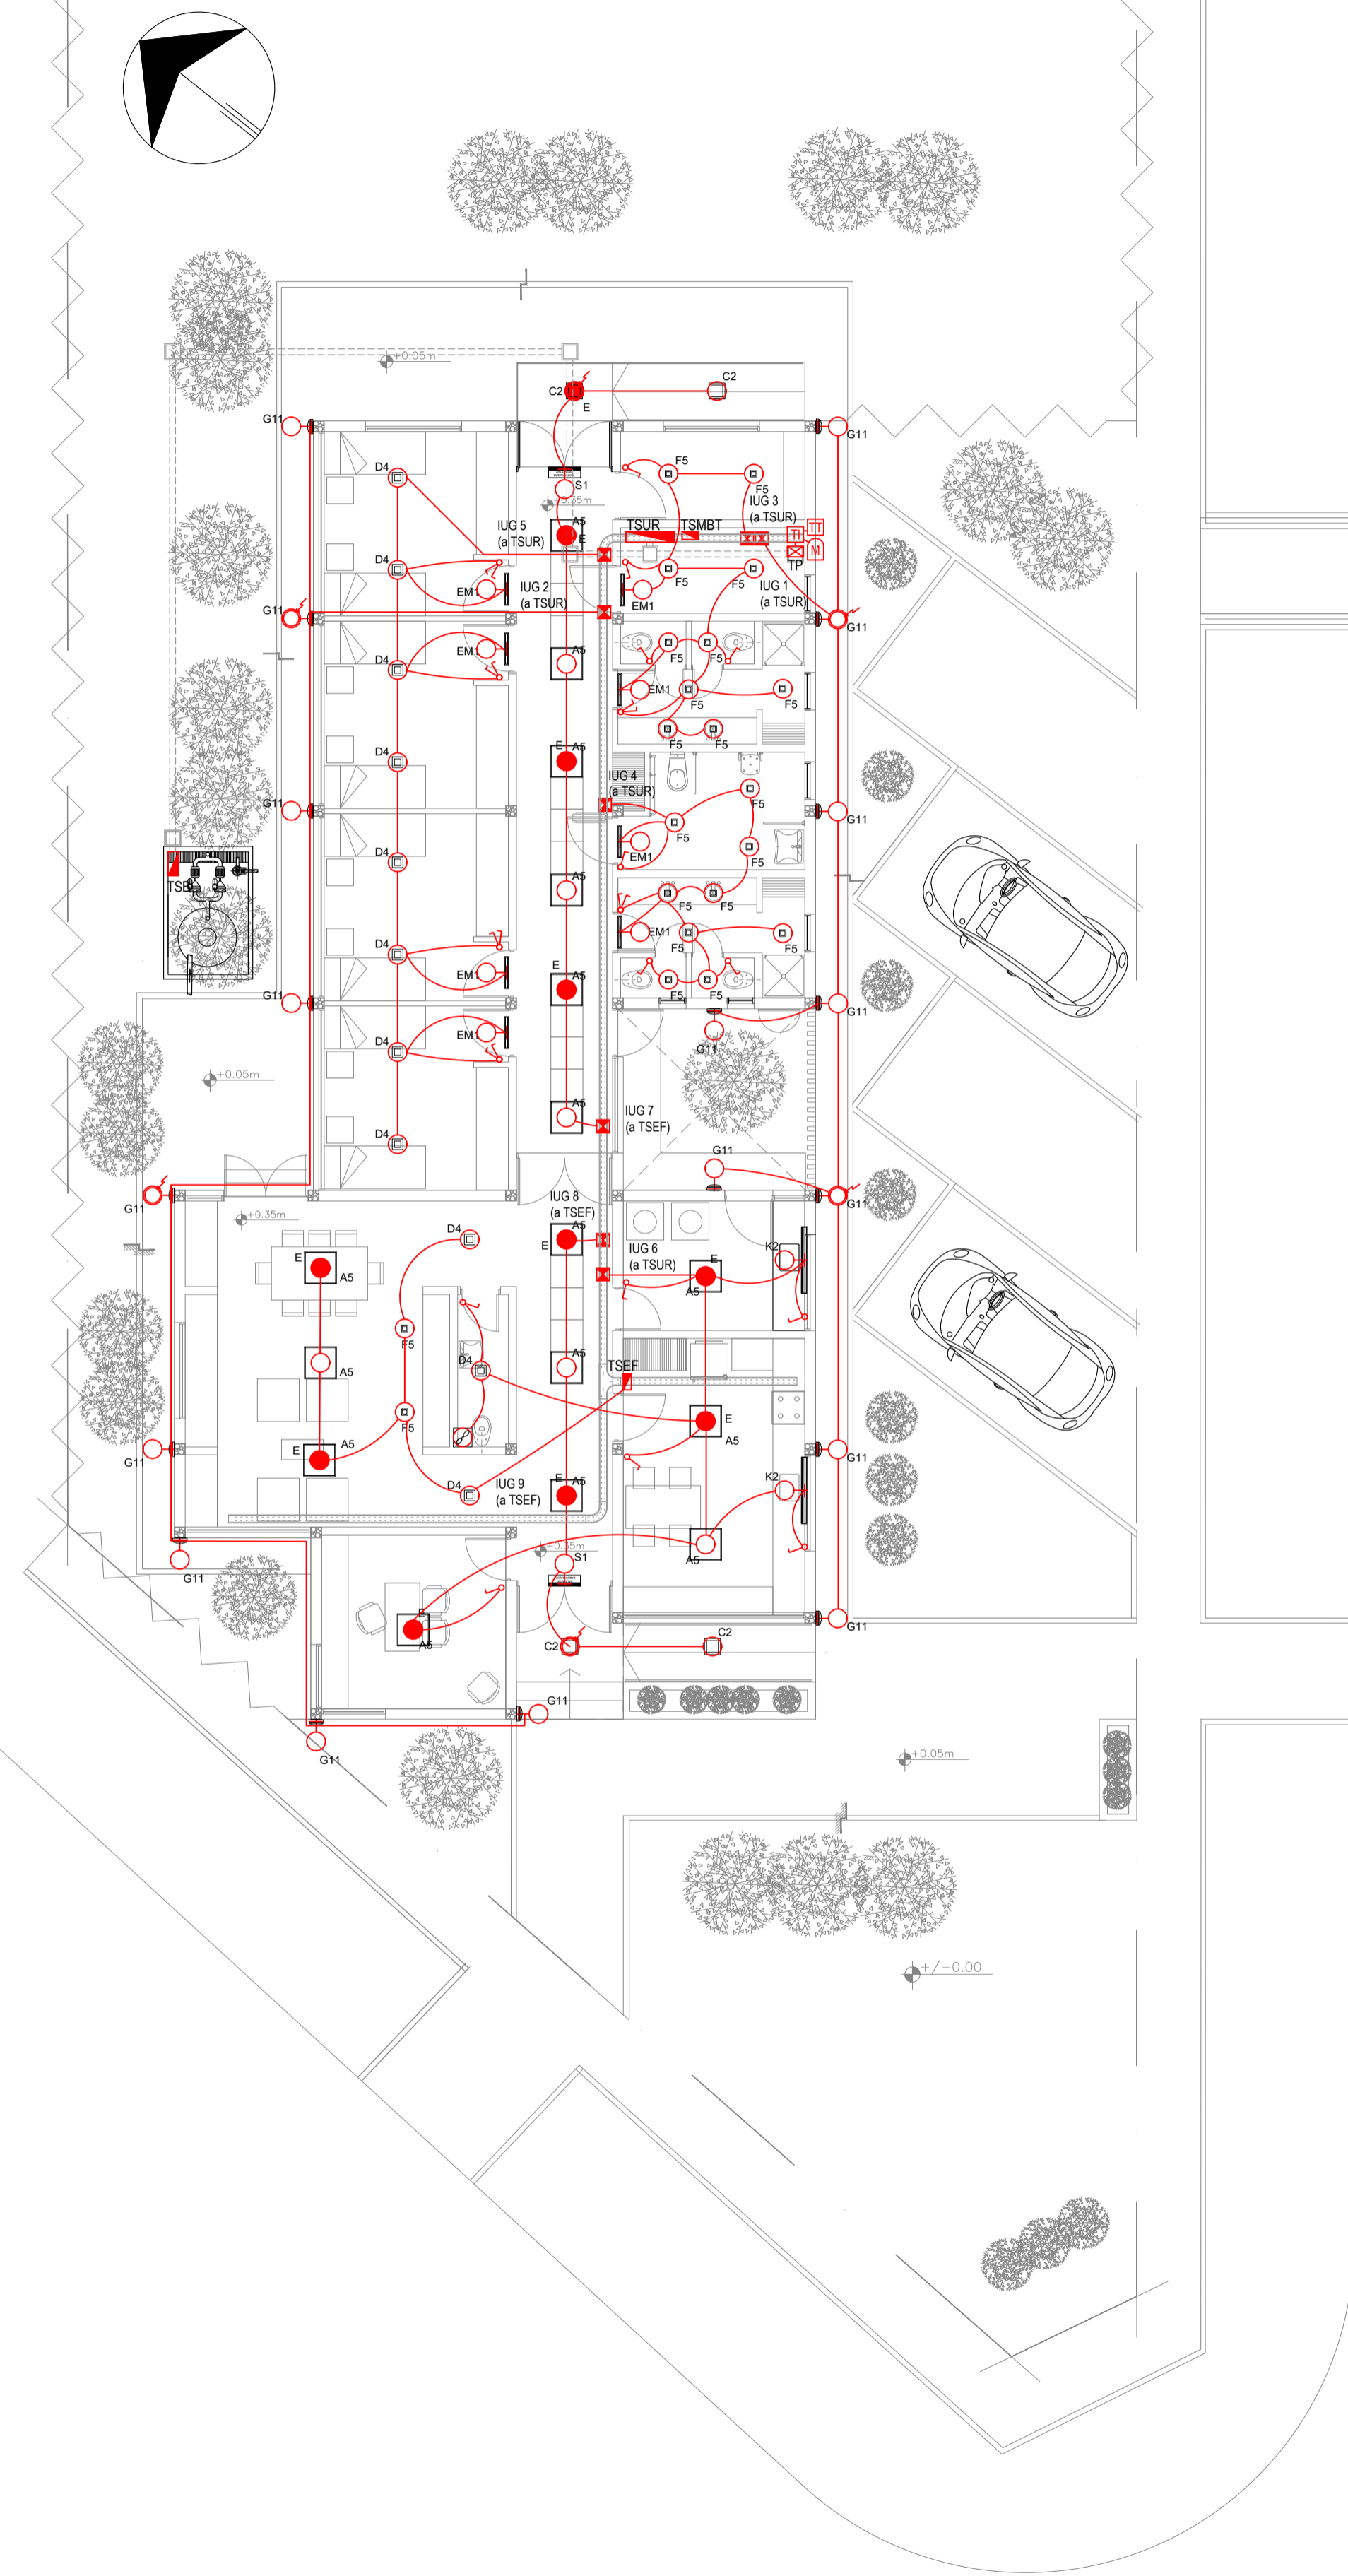 +0.05m
C2
E
C2
G11
G11
D4
F5
F5
S1
+0.35m
IUG 3
(a TSUR)
IUG 5
(a TSUR)
A5
E
TSUR
TSMBT
TI
TT
M
TP
D4
EM1
IUG 2
(a TSUR)
EM1
F5
F5
IUG 1
(a TSUR)
G11
G11
D4
EM1
A5
F5
F5
EM1
F5
F5
D4
E
A5
F5
F5
IUG 4
(a TSUR)
G11
F5
G11
F5
D4
EM1
F5
TSB
A5
F5
F5
D4
EM1
F5
F5
EM1
E
A5
F5
F5
G11
G11
D4
EM1
G11
+0.05m
A5
IUG 7
(a TSEF)
D4
G11
G11
G11
IUG 8
(a TSEF)
+0.35m
D4
A5
E
IUG 6
(a TSUR)
K2
E
A5
E
A5
F5
A5
D4
A5
TSEF
F5
E
A5
E
A5
G11
G11
D4
IUG 9
(a TSEF)
E
A5
K2
+0.35m
S1
A5
G11
E
A5
C2
C2
G11
G11
G11
+0.05m
+/-0.00